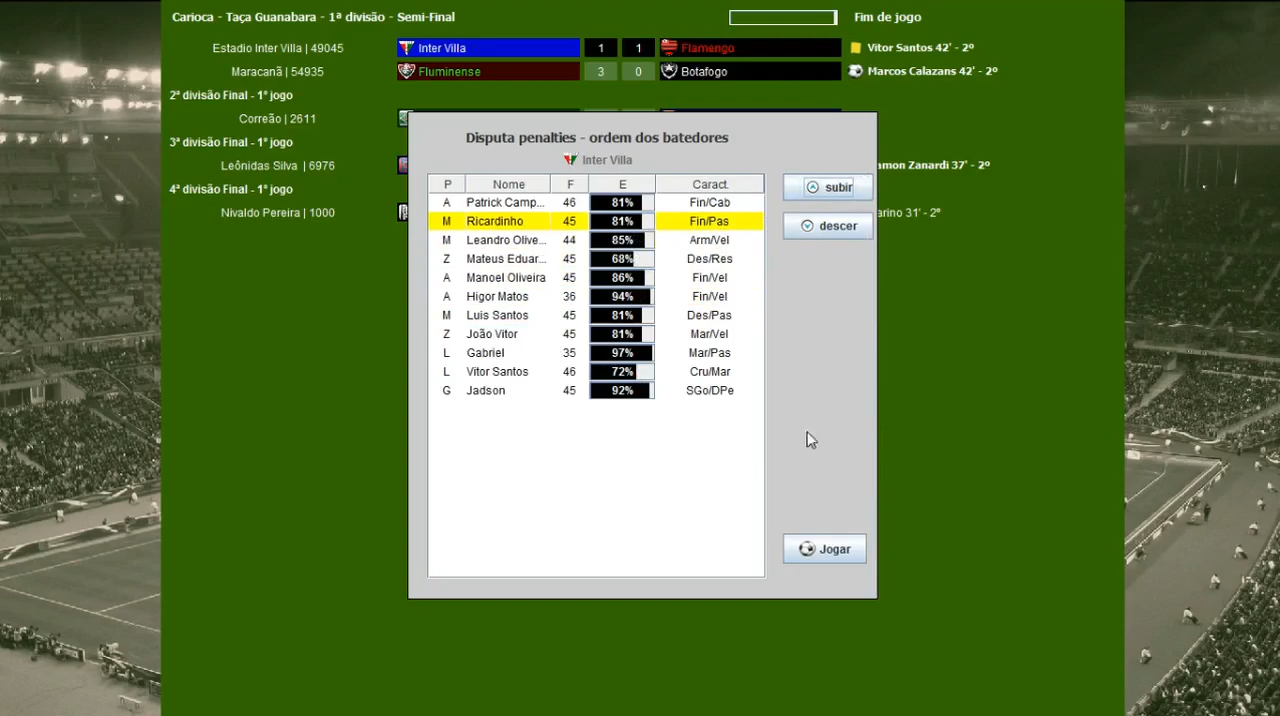 Carioca - Taça Guanabara - 1ª divisão - Semi-Final Fim de jogo
Estadio Inter Villa | 49045 Inter Villa 1 1 Flamengo Vitor Santos 42' - 2º
Maracanã | 54935 Fluminense 3 0 Botafogo Marcos Calazans 42' - 2º
2ª divisão Final - 1º jogo
Correão | 2611
3ª divisão Final - 1º jogo
Leônidas Silva | 6976 amon Zanardi 37' - 2º
4ª divisão Final - 1º jogo
Nivaldo Pereira | 1000 arino 31' - 2º
Disputa penalties - ordem dos batedores
Inter Villa
P Nome F E Caract.
A Patrick Camp... 46 81% Fin/Cab
M Ricardinho 45 81% Fin/Pas
M Leandro Olive... 44 85% Arm/Vel
Z Mateus Eduar... 45 68% Des/Res
A Manoel Oliveira 45 86% Fin/Vel
A Higor Matos 36 94% Fin/Vel
M Luis Santos 45 81% Des/Pas
Z João Vitor 45 81% Mar/Vel
L Gabriel 35 97% Mar/Pas
L Vitor Santos 46 72% Cru/Mar
G Jadson 45 92% SGo/DPe
subir
descer
Jogar